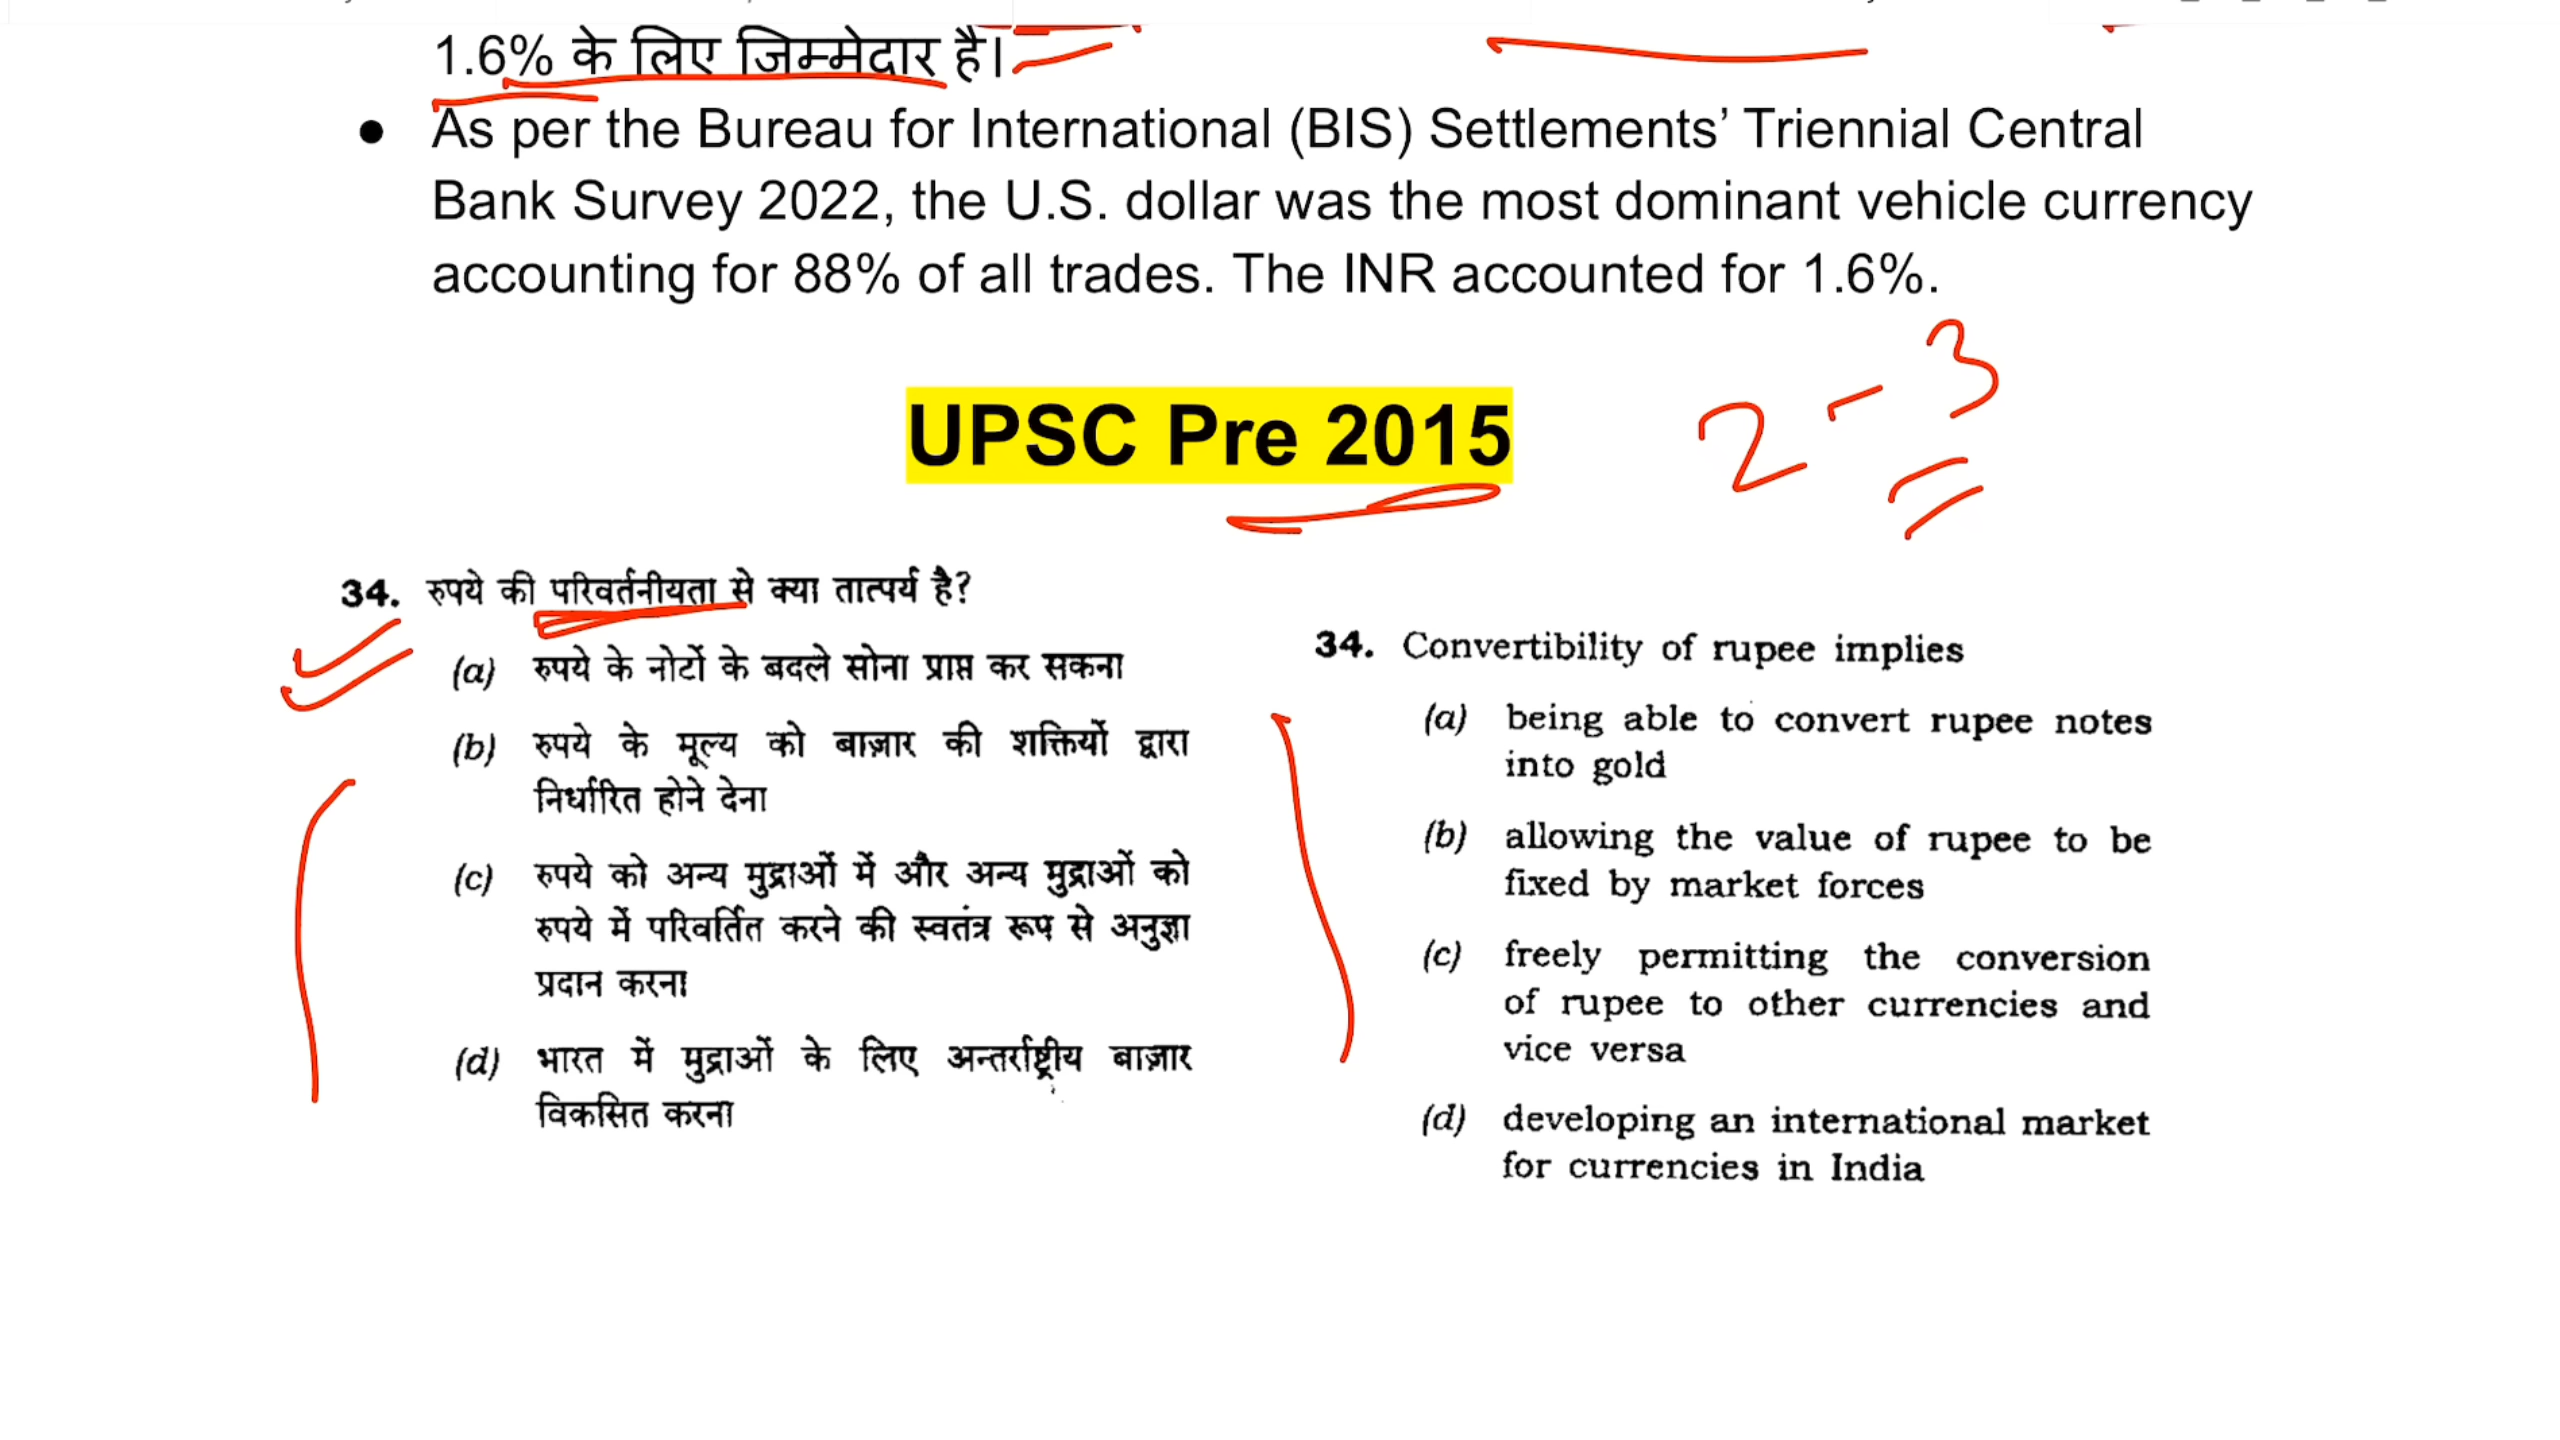 1.6% के लिए जिम्मेदार है।
● As per the Bureau for International (BIS) Settlements’ Triennial Central
Bank Survey 2022, the U.S. dollar was the most dominant vehicle currency
accounting for 88% of all trades. The INR accounted for 1.6%.
UPSC Pre 2015
2 - 3
34. रुपये की परिवर्तनीयता से क्या तात्पर्य है?
(a) रुपये के नोटों के बदले सोना प्राप्त कर सकना
(b) रुपये के मूल्य को बाज़ार की शक्तियों द्वारा
निर्धारित होने देना
(c) रुपये को अन्य मुद्राओं में और अन्य मुद्राओं को
रुपये में परिवर्तित करने की स्वतंत्र रूप से अनुज्ञा
प्रदान करना
(d) भारत में मुद्राओं के लिए अन्तर्राष्ट्रीय बाज़ार
विकसित करना
34. Convertibility of rupee implies
(a) being able to convert rupee notes
into gold
(b) allowing the value of rupee to be
fixed by market forces
(c) freely permitting the conversion
of rupee to other currencies and
vice versa
(d) developing an international market
for currencies in India